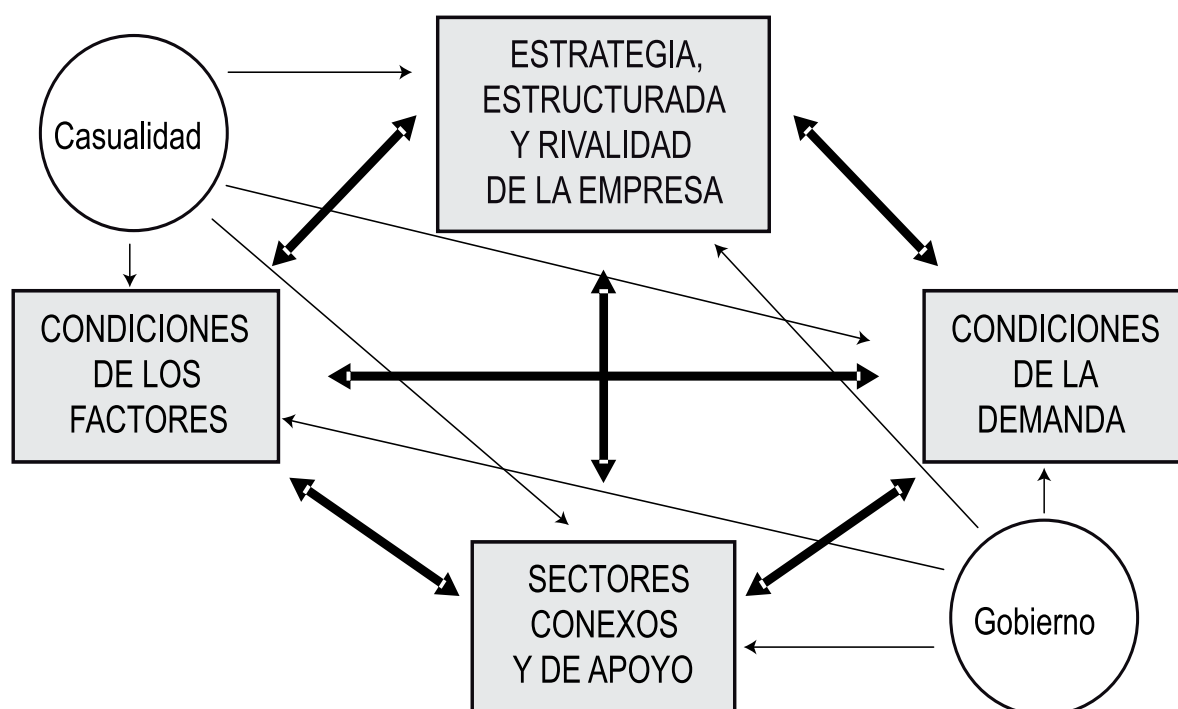 Casualidad
ESTRATEGIA,
ESTRUCTURADA
Y RIVALIDAD
DE LA EMPRESA
CONDICIONES
DE LOS
FACTORES
CONDICIONES
DE LA
DEMANDA
SECTORES
CONEXOS
Y DE APOYO
Gobierno